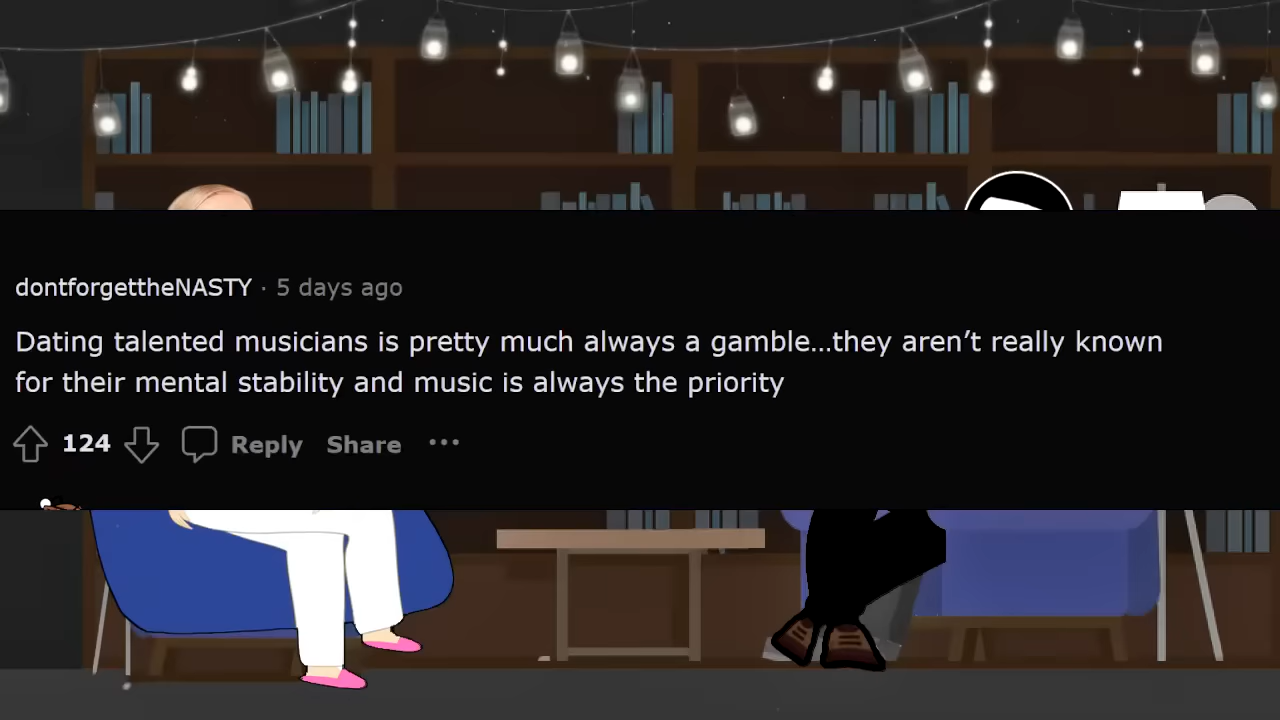 dontforgettheNASTY · 5 days ago
Dating talented musicians is pretty much always a gamble...they aren’t really known
for their mental stability and music is always the priority
124 Reply Share ···